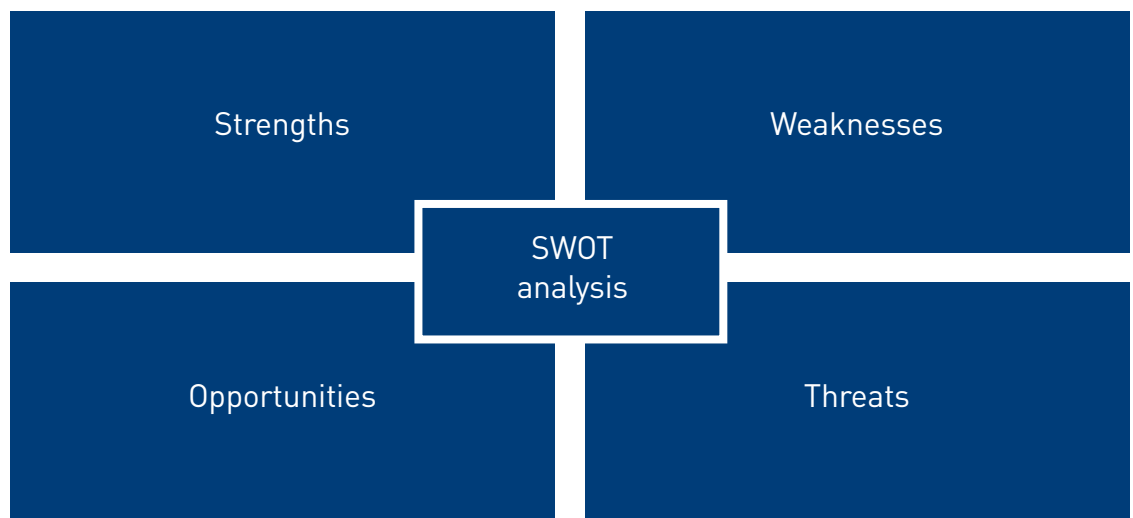 Strengths
Weaknesses
SWOT
analysis
Opportunities
Threats